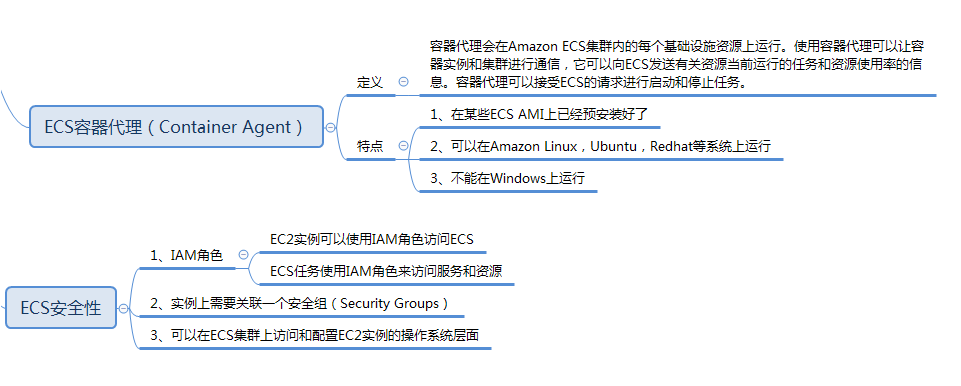 容器代理会在Amazon ECS集群内的每个基础设施资源上运行。使用容器代理可以让容
器实例和集群进行通信，它可以向ECS发送有关资源当前运行的任务和资源使用率的信
息。容器代理可以接受ECS的请求进行启动和停止任务。
定义
ECS容器代理（Container Agent）
特点
1、在某些ECS AMI上已经预安装好了
2、可以在Amazon Linux，Ubuntu，Redhat等系统上运行
3、不能在Windows上运行
ECS安全性
1、IAM角色
EC2实例可以使用IAM角色访问ECS
ECS任务使用IAM角色来访问服务和资源
2、实例上需要关联一个安全组（Security Groups）
3、可以在ECS集群上访问和配置EC2实例的操作系统层面